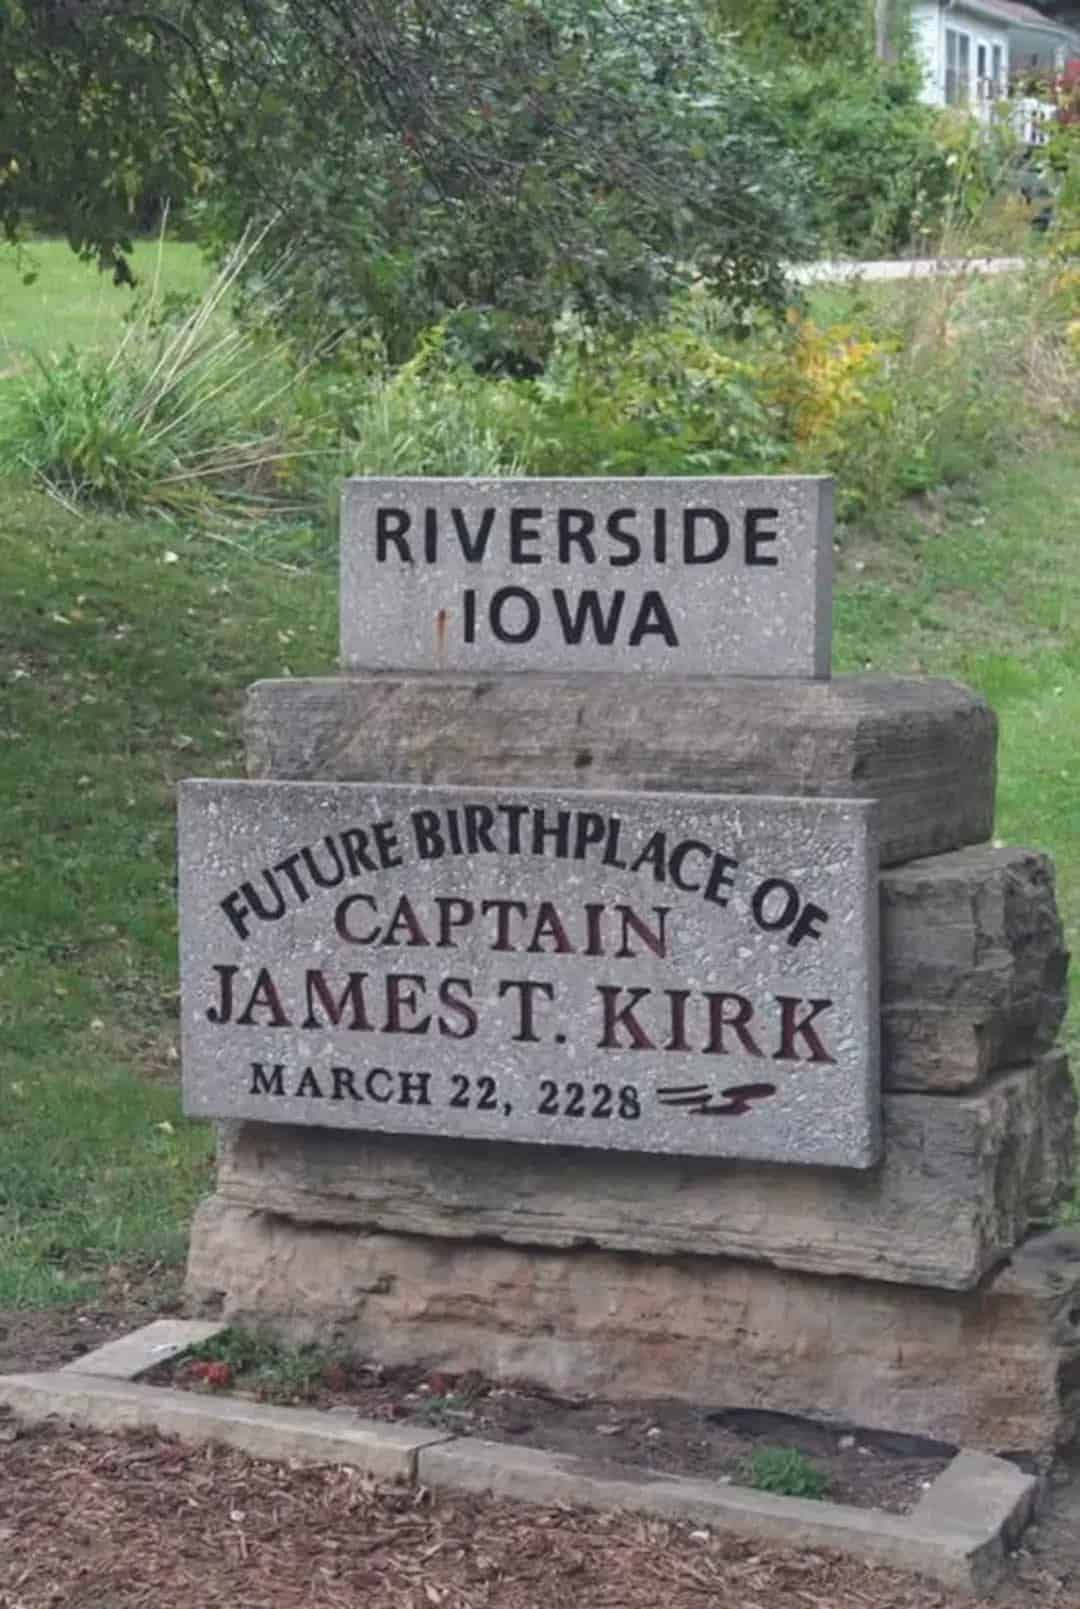 RIVERSIDE
IOWA
FUTURE BIRTHPLACE OF
CAPTAIN
JAMES T. KIRK
MARCH 22, 2228